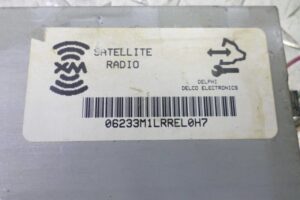 XM
SATELLITE
RADIO
DELPHI
DELCO ELECTRONICS
06233M1LRREL0H7